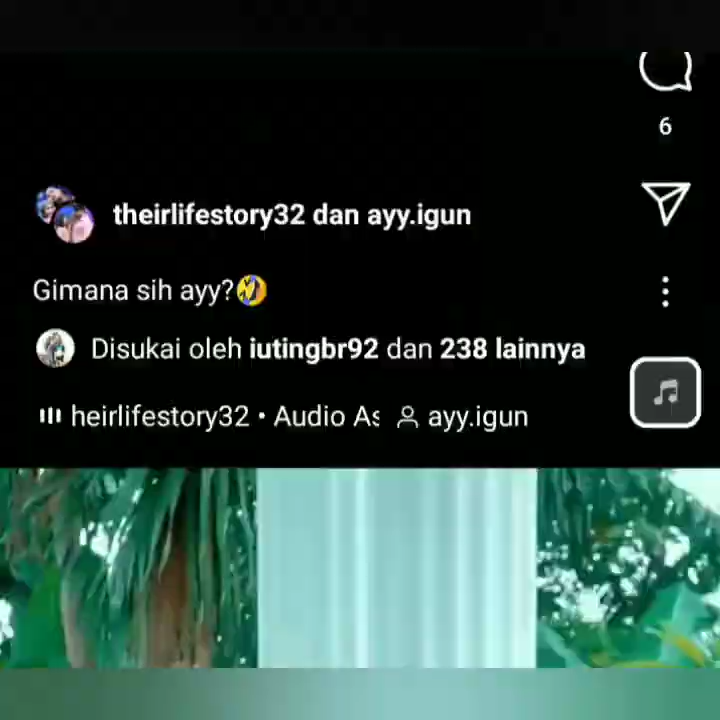 6
theirlifestory32 dan ayy.igun
Gimana sih ayy?🤣
Disukai oleh iutingbr92 dan 238 lainnya
heirlifestory32 • Audio As ayy.igun